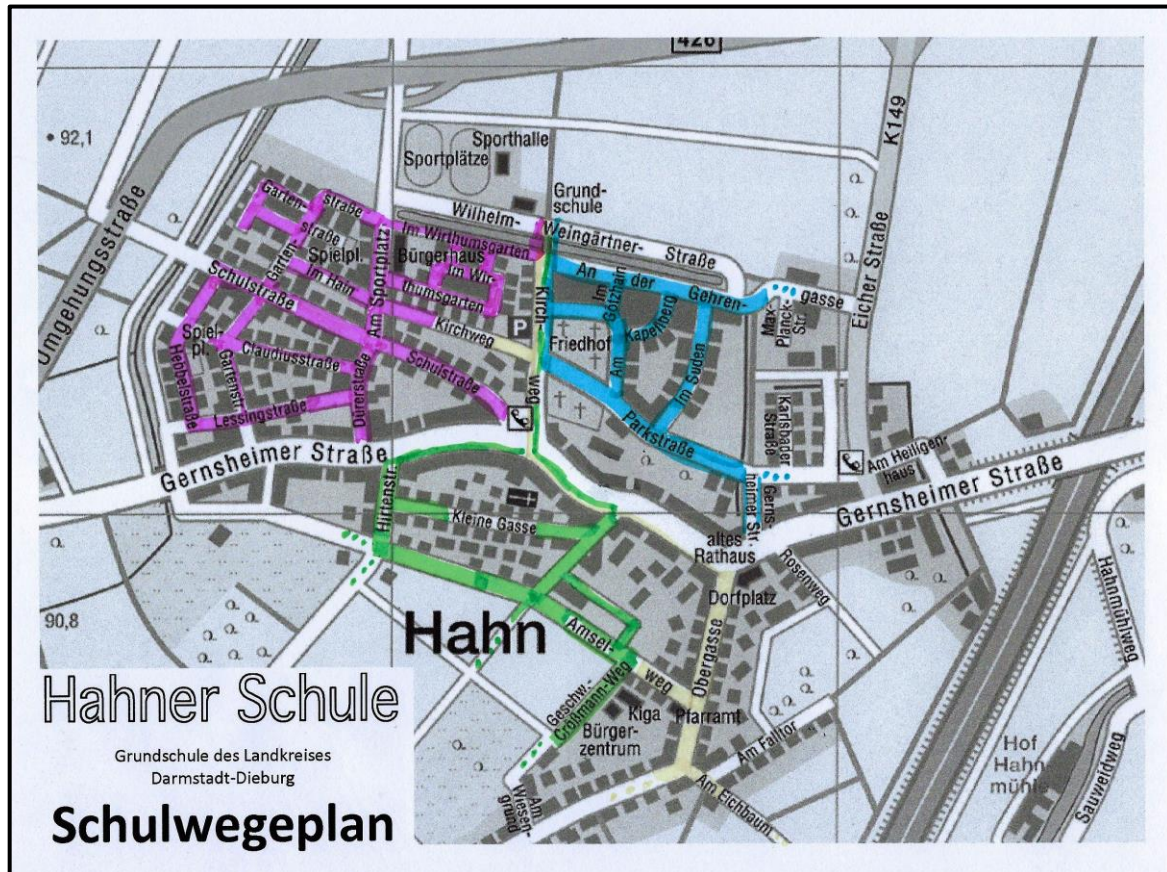 426
K149
92,1
Sporthalle
Sportplätze
Umgehungsstraße
Grund-
schule
Wilhelm-
Weingärtner-
Straße
Garten-
straße
straße
Garten-
Spielpl.
Im Wirthumsgarten
Bürgerhaus
Im Wir-
thumsgarten
Am Sportplatz
Im Hain
Kirchweg
Kirch-
weg
P
An
der
Gehren-
gasse
Im
Götzhain
Am
Kapellberg
Friedhof
Im Süden
Max-
Planck-
Str.
Eicher Straße
Schulstraße
Schulstraße
Spiel-
pl.
Claudiusstraße
Hebbelstraße
Gartenstr.
Lessingstraße
Dürerstraße
Parkstraße
Karlsbader
Straße
Gerns-
heimer Str.
Am Heiligen-
haus
Gernsheimer Straße
Gernsheimer Straße
Hirtenstr.
Kleine Gasse
altes
Rathaus
Rosenweg
Dorfplatz
Obergasse
Hahnmühlweg
90,8
Hahn
Amsel-
weg
Geschw.-
Crößmann-Weg
Kiga
Bürger-
zentrum
Pfarramt
Am Falltor
Am Eichbaum
Am
Wiesen-
grund
Hof
Hahn-
mühle
Sauweidweg
Hahner Schule
Grundschule des Landkreises
Darmstadt-Dieburg
Schulwegeplan